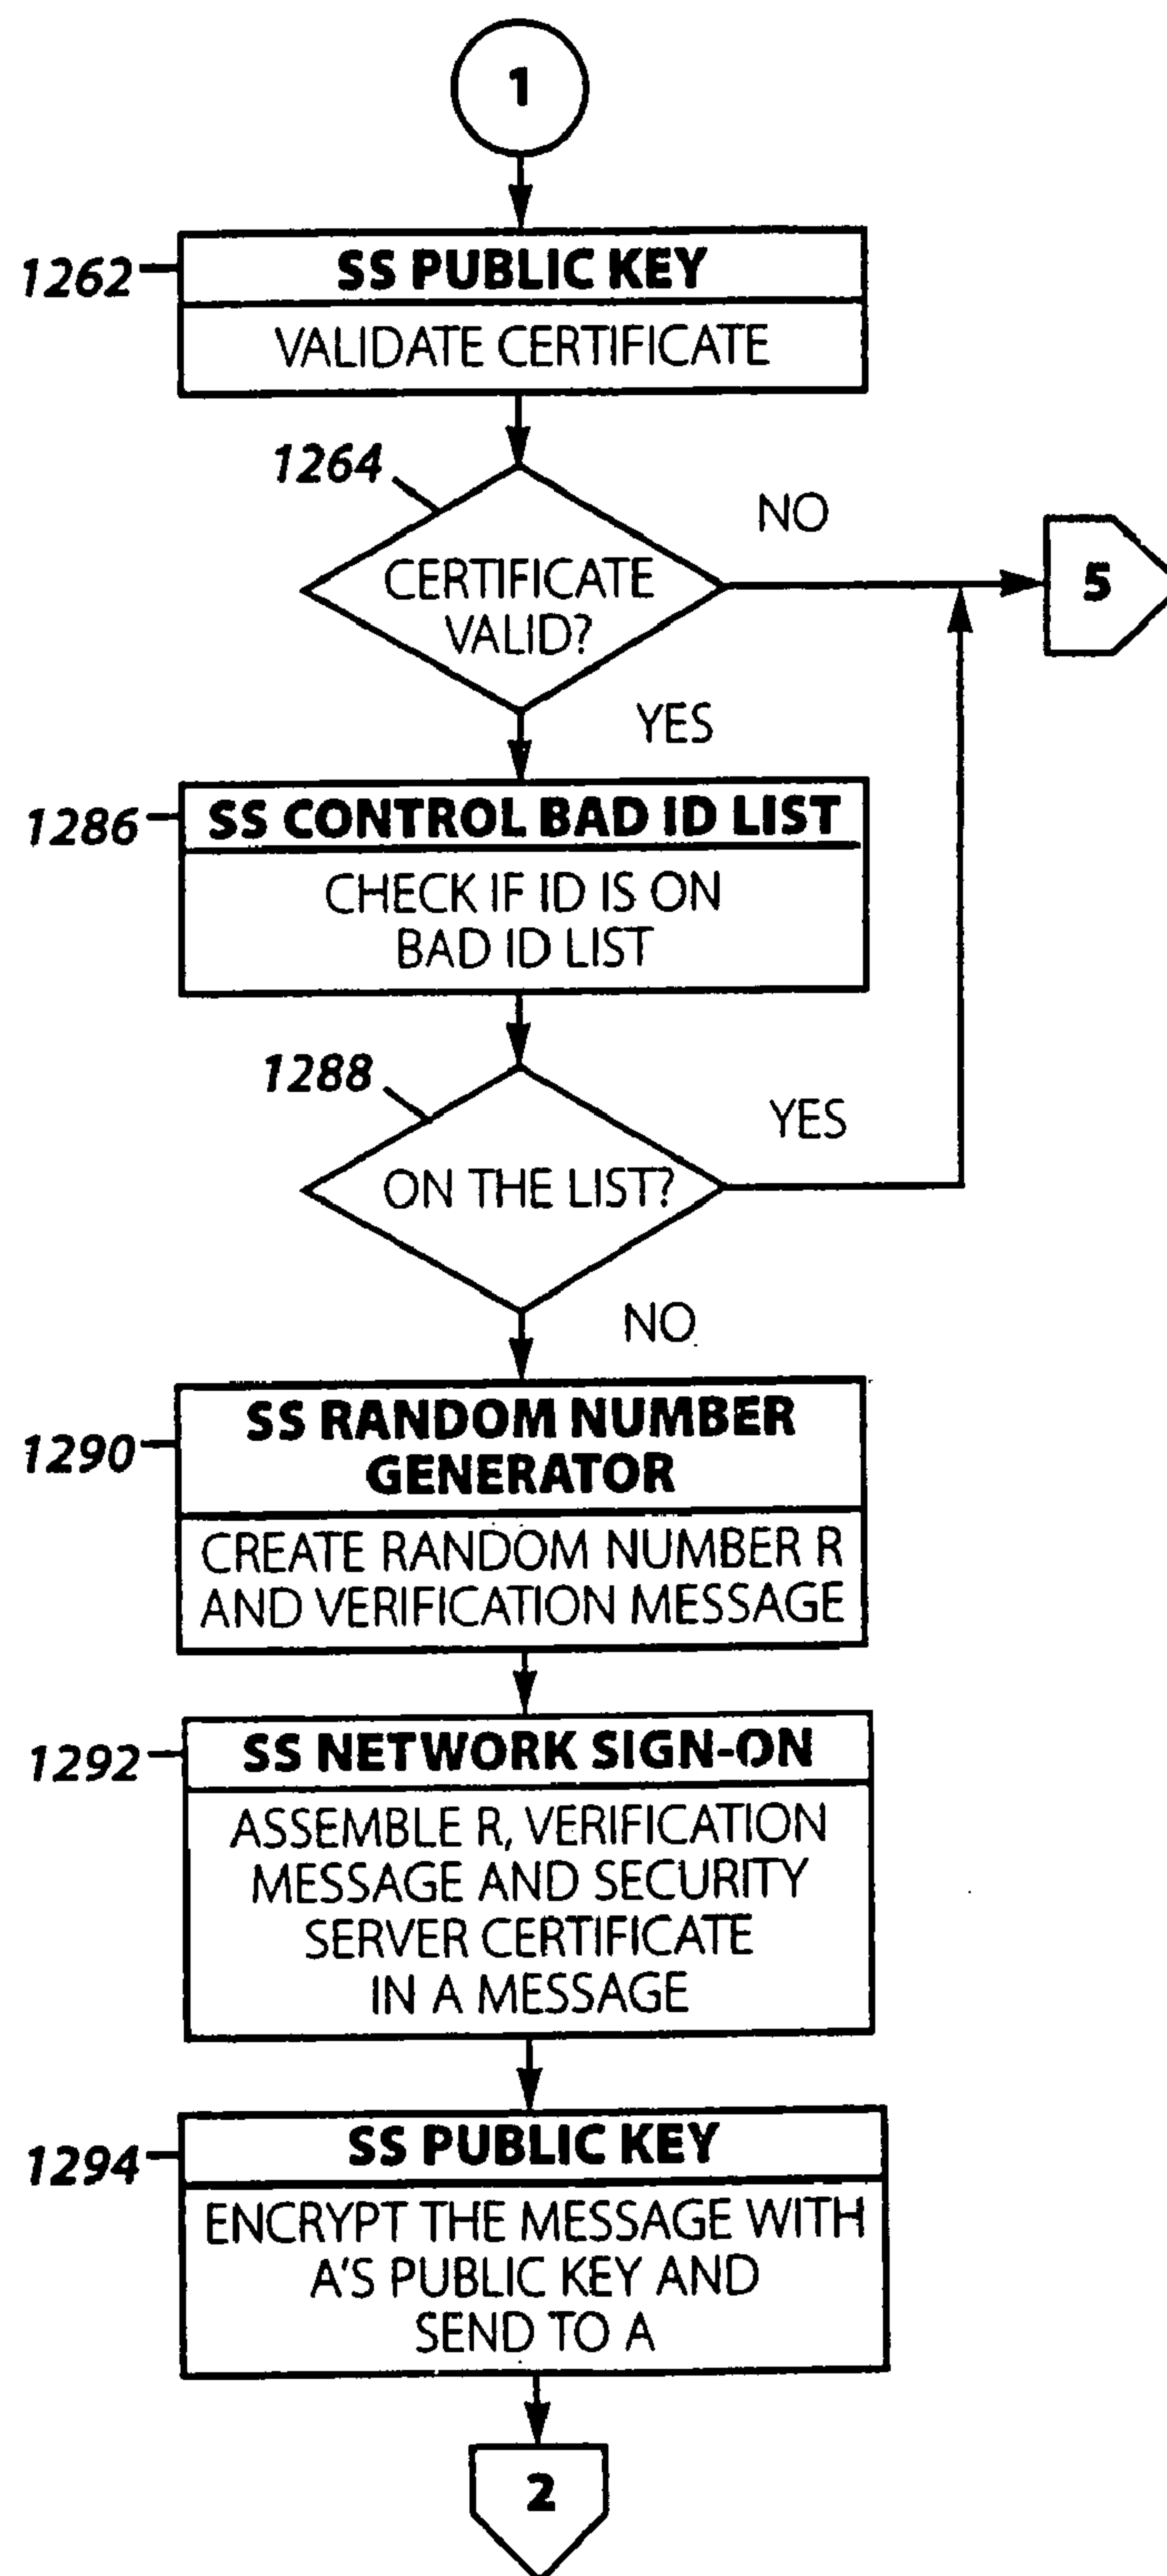 1
1262
SS PUBLIC KEY
VALIDATE CERTIFICATE
1264
NO
CERTIFICATE
VALID?
5
YES
1286
SS CONTROL BAD ID LIST
CHECK IF ID IS ON
BAD ID LIST
1288
YES
ON THE LIST?
NO
1290
SS RANDOM NUMBER
GENERATOR
CREATE RANDOM NUMBER R
AND VERIFICATION MESSAGE
1292
SS NETWORK SIGN-ON
ASSEMBLE R, VERIFICATION
MESSAGE AND SECURITY
SERVER CERTIFICATE
IN A MESSAGE
1294
SS PUBLIC KEY
ENCRYPT THE MESSAGE WITH
A'S PUBLIC KEY AND
SEND TO A
2